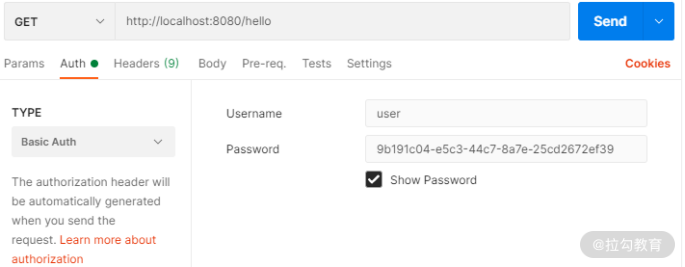 GET http://localhost:8080/hello Send
Params Auth Headers (9) Body Pre-req. Tests Settings Cookies
TYPE
Basic Auth
The authorization header will
be automatically generated
when you send the
request. Learn more about
authorization
Username user
Password 9b191c04-e5c3-44c7-8a7e-25cd2672ef39
Show Password
@拉勾教育